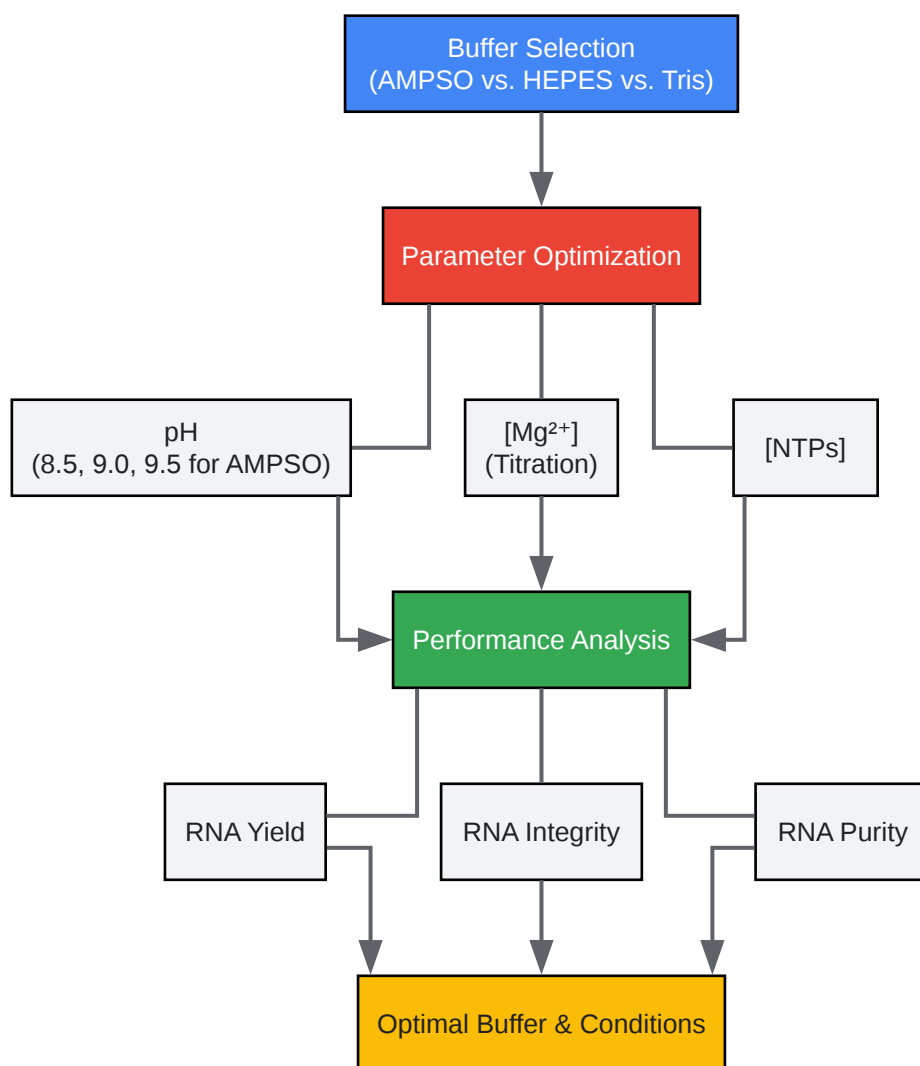 Buffer Selection
(AMPSO vs. HEPES vs. Tris)
Parameter Optimization
pH
(8.5, 9.0, 9.5 for AMPSO)
[Mg²⁺]
(Titration)
[NTPs]
Performance Analysis
RNA Yield
RNA Integrity
RNA Purity
Optimal Buffer & Conditions